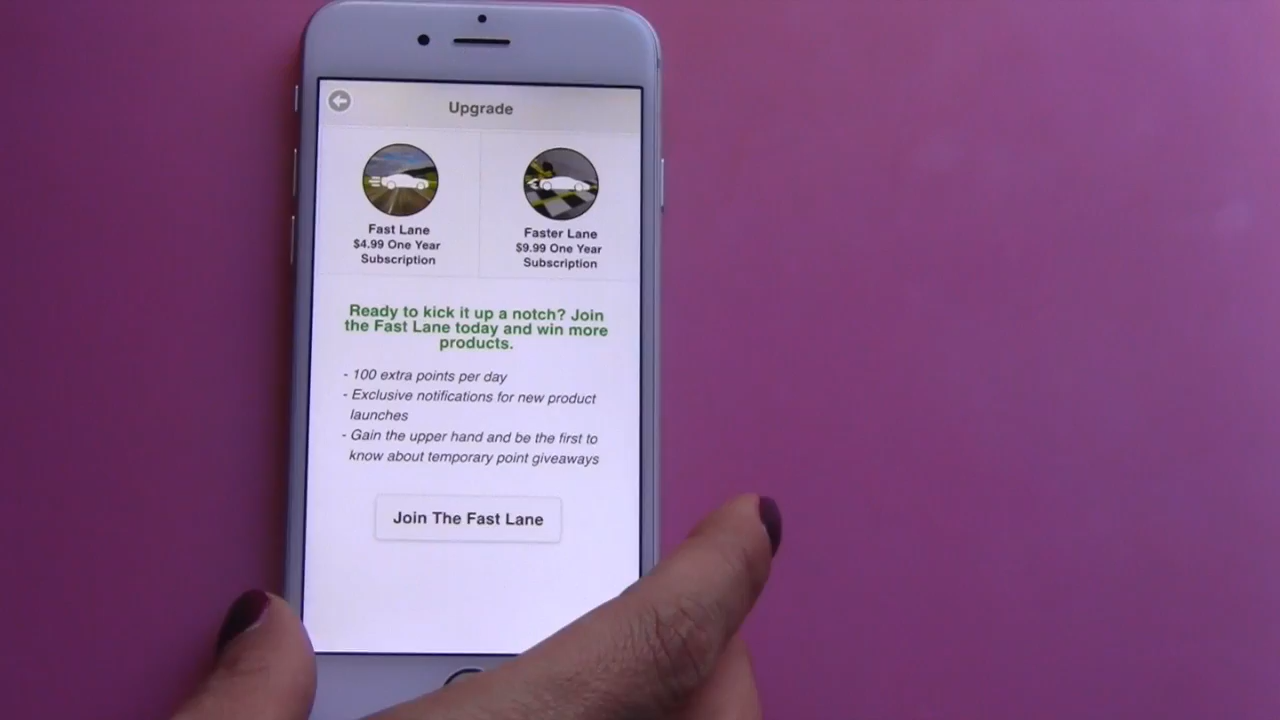 Upgrade
Fast Lane
$4.99 One Year
Subscription
Faster Lane
$9.99 One Year
Subscription
Ready to kick it up a notch? Join
the Fast Lane today and win more
products.
- 100 extra points per day
- Exclusive notifications for new product
launches
- Gain the upper hand and be the first to
know about temporary point giveaways
Join The Fast Lane